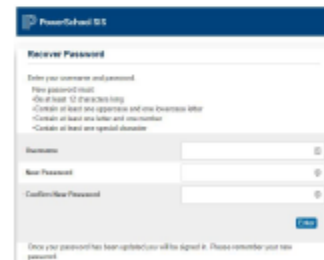 PowerSchool SIS
Recover Password
Enter your username and password
New password must:
•Be at least 12 characters long
•Contain at least one uppercase and one lowercase letter
•Contain at least one letter and one number
•Contain at least one special character
Username
New Password
Confirm New Password
Enter
Once your password has been updated you will be signed in. Please remember your new
password